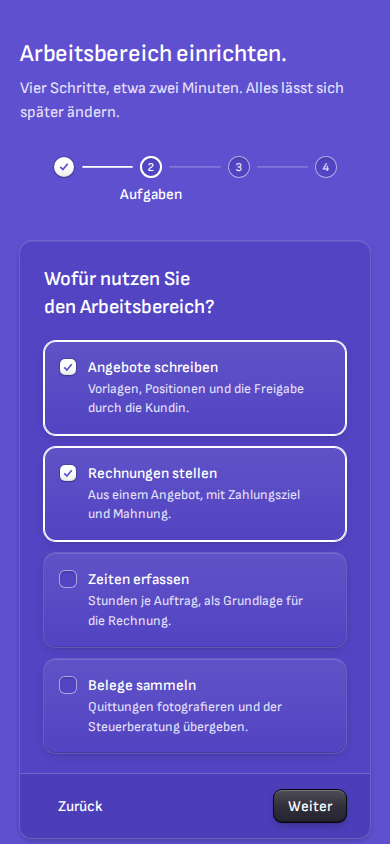 Arbeitsbereich einrichten.
Vier Schritte, etwa zwei Minuten. Alles lässt sich
später ändern.
2
3
4
Aufgaben
Wofür nutzen Sie
den Arbeitsbereich?
Angebote schreiben
Vorlagen, Positionen und die Freigabe
durch die Kundin.
Rechnungen stellen
Aus einem Angebot, mit Zahlungsziel
und Mahnung.
Zeiten erfassen
Stunden je Auftrag, als Grundlage für
die Rechnung.
Belege sammeln
Quittungen fotografieren und der
Steuerberatung übergeben.
Zurück
Weiter